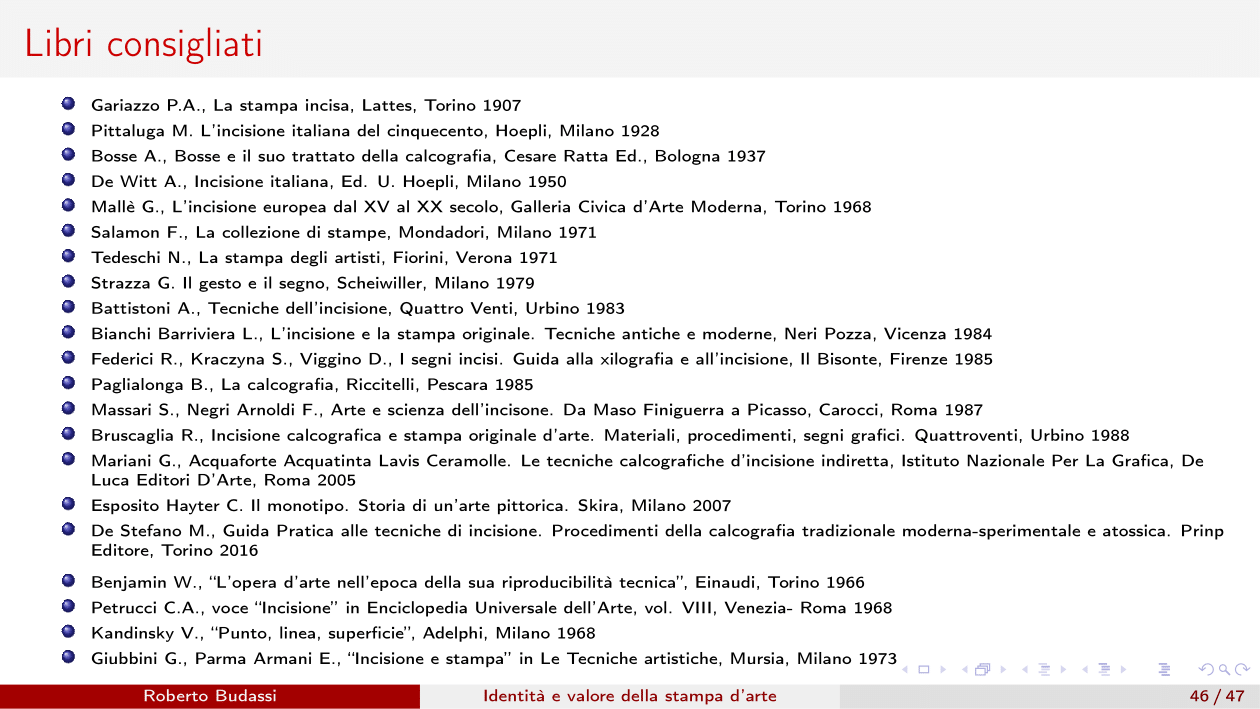 Libri consigliati
Gariazzo P.A., La stampa incisa, Lattes, Torino 1907
Pittaluga M. L'incisione italiana del cinquecento, Hoepli, Milano 1928
Bosse A., Bosse e il suo trattato della calcografia, Cesare Ratta Ed., Bologna 1937
De Witt A., Incisione italiana, Ed. U. Hoepli, Milano 1950
Mallè G., L'incisione europea dal XV al XX secolo, Galleria Civica d'Arte Moderna, Torino 1968
Salamon F., La collezione di stampe, Mondadori, Milano 1971
Tedeschi N., La stampa degli artisti, Fiorini, Verona 1971
Strazza G. Il gesto e il segno, Scheiwiller, Milano 1979
Battistoni A., Tecniche dell'incisione, Quattro Venti, Urbino 1983
Bianchi Barriviera L., L'incisione e la stampa originale. Tecniche antiche e moderne, Neri Pozza, Vicenza 1984
Federici R., Kraczyna S., Viggino D., I segni incisi. Guida alla xilografia e all'incisione, Il Bisonte, Firenze 1985
Paglialonga B., La calcografia, Riccitelli, Pescara 1985
Massari S., Negri Arnoldi F., Arte e scienza dell'incisone. Da Maso Finiguerra a Picasso, Carocci, Roma 1987
Bruscaglia R., Incisione calcografica e stampa originale d'arte. Materiali, procedimenti, segni grafici. Quattroventi, Urbino 1988
Mariani G., Acquaforte Acquatinta Lavis Ceramolle. Le tecniche calcografiche d'incisione indiretta, Istituto Nazionale Per La Grafica, De
Luca Editori D'Arte, Roma 2005
Esposito Hayter C. Il monotipo. Storia di un'arte pittorica. Skira, Milano 2007
De Stefano M., Guida Pratica alle tecniche di incisione. Procedimenti della calcografia tradizionale moderna-sperimentale e atossica. Prinp
Editore, Torino 2016
Benjamin W., “L'opera d'arte nell'epoca della sua riproducibilità tecnica”, Einaudi, Torino 1966
Petrucci C.A., voce “Incisione” in Enciclopedia Universale dell'Arte, vol. VIII, Venezia- Roma 1968
Kandinsky V., “Punto, linea, superficie”, Adelphi, Milano 1968
Giubbini G., Parma Armani E., “Incisione e stampa” in Le Tecniche artistiche, Mursia, Milano 1973
Roberto Budassi
Identità e valore della stampa d'arte
46 / 47